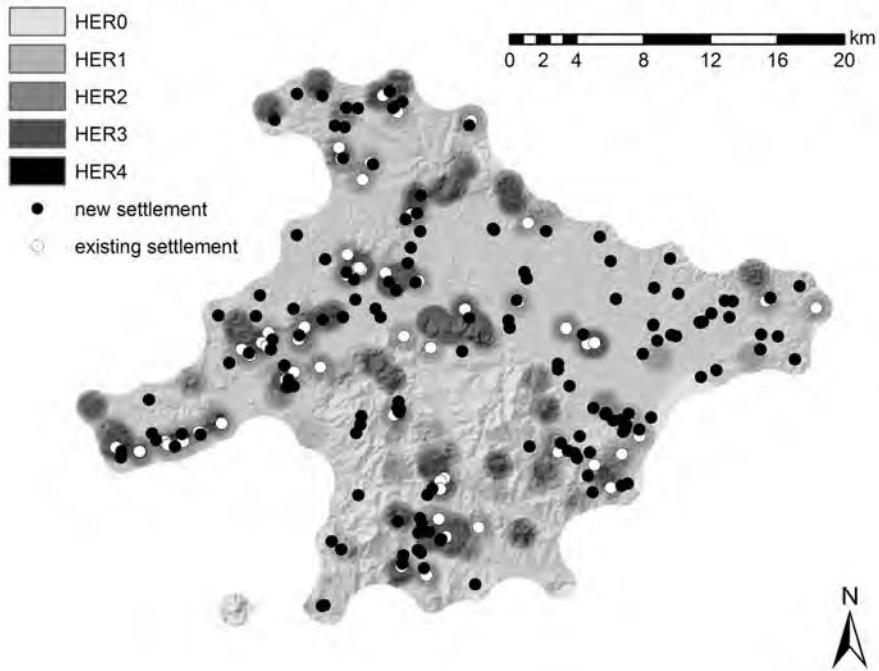 HER0
HER1
HER2
HER3
HER4
new settlement
existing settlement
km
0 2 4 8 12 16 20
N